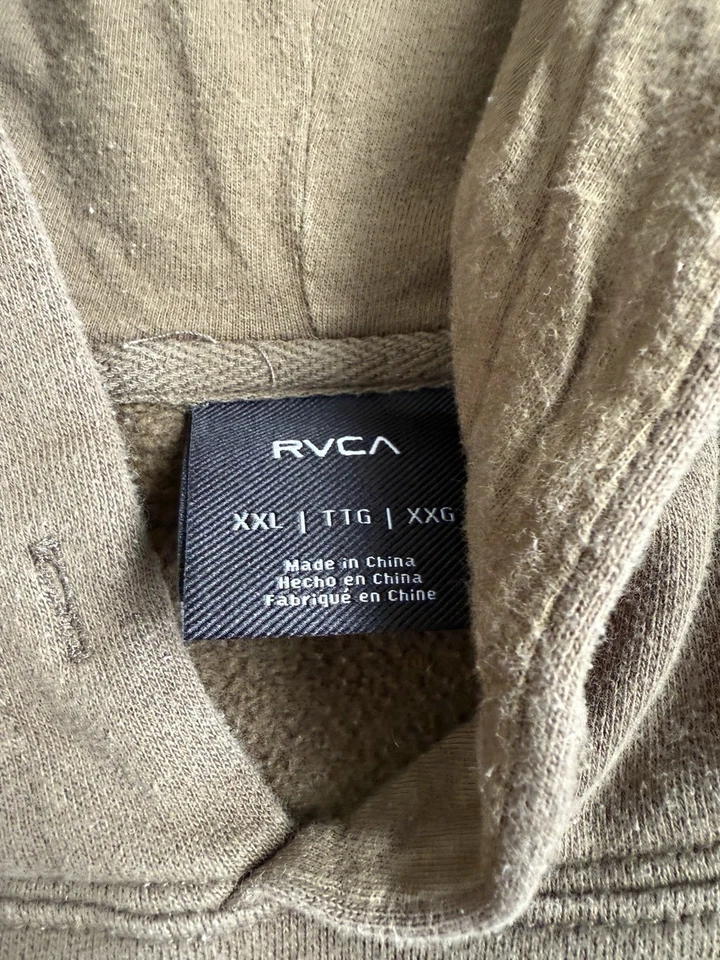 RVCA
XXL | TTG | XXG
Made in China
Hecho en China
Fabriqué en Chine